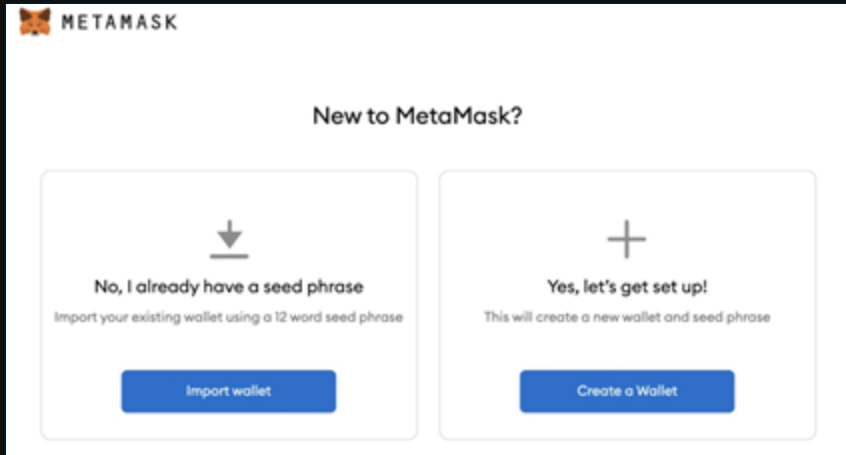 METAMASK
New to MetaMask?
No, I already have a seed phrase
Import your existing wallet using a 12 word seed phrase
Import wallet
Yes, let's get set up!
This will create a new wallet and seed phrase
Create a Wallet